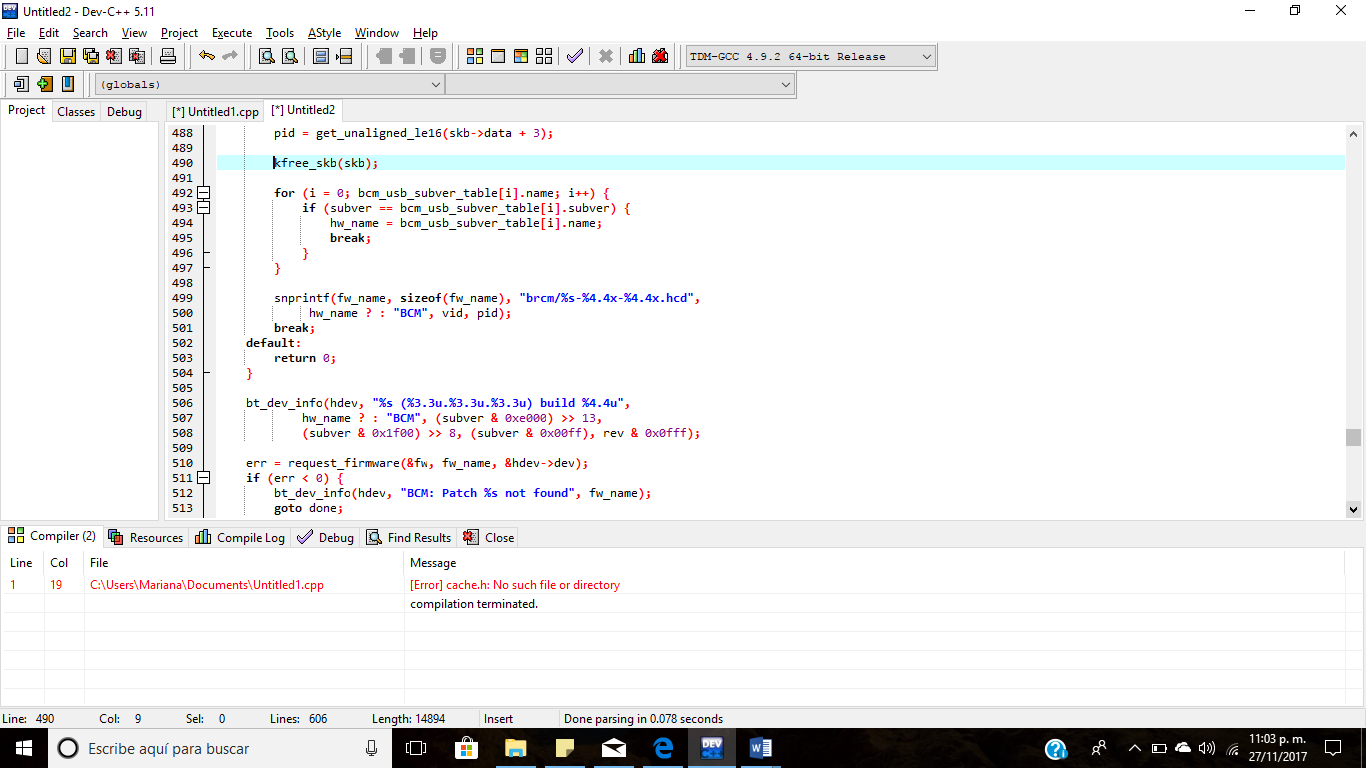 Untitled2 - Dev-C++ 5.11
File Edit Search View Project Execute Tools AStyle Window Help
TDM-GCC 4.9.2 64-bit Release
(globals)
Project Classes Debug [*] Untitled1.cpp [*] Untitled2
488 pid = get_unaligned_le16(skb->data + 3);
489
490 kfree_skb(skb);
491
492 for (i = 0; bcm_usb_subver_table[i].name; i++) {
493 if (subver == bcm_usb_subver_table[i].subver) {
494 hw_name = bcm_usb_subver_table[i].name;
495 break;
496 }
497 }
498
499 snprintf(fw_name, sizeof(fw_name), "brcm/%s-%4.4x-%4.4x.hcd",
500 hw_name ? : "BCM", vid, pid);
501 break;
502 default:
503 return 0;
504 }
505
506 bt_dev_info(hdev, "%s (%3.3u.%3.3u.%3.3u) build %4.4u",
507 hw_name ? : "BCM", (subver & 0xe000) >> 13,
508 (subver & 0x1f00) >> 8, (subver & 0x00ff), rev & 0x0fff);
509
510 err = request_firmware(&fw, fw_name, &hdev->dev);
511 if (err < 0) {
512 bt_dev_info(hdev, "BCM: Patch %s not found", fw_name);
513 goto done;
Compiler (2) Resources Compile Log Debug Find Results Close
Line Col File Message
1 19 C:\Users\Mariana\Documents\Untitled1.cpp [Error] cache.h: No such file or directory
compilation terminated.
Line: 490 Col: 9 Sel: 0 Lines: 606 Length: 14894 Insert Done parsing in 0.078 seconds
Escribe aquí para buscar
DEV
11:03 p. m.
27/11/2017